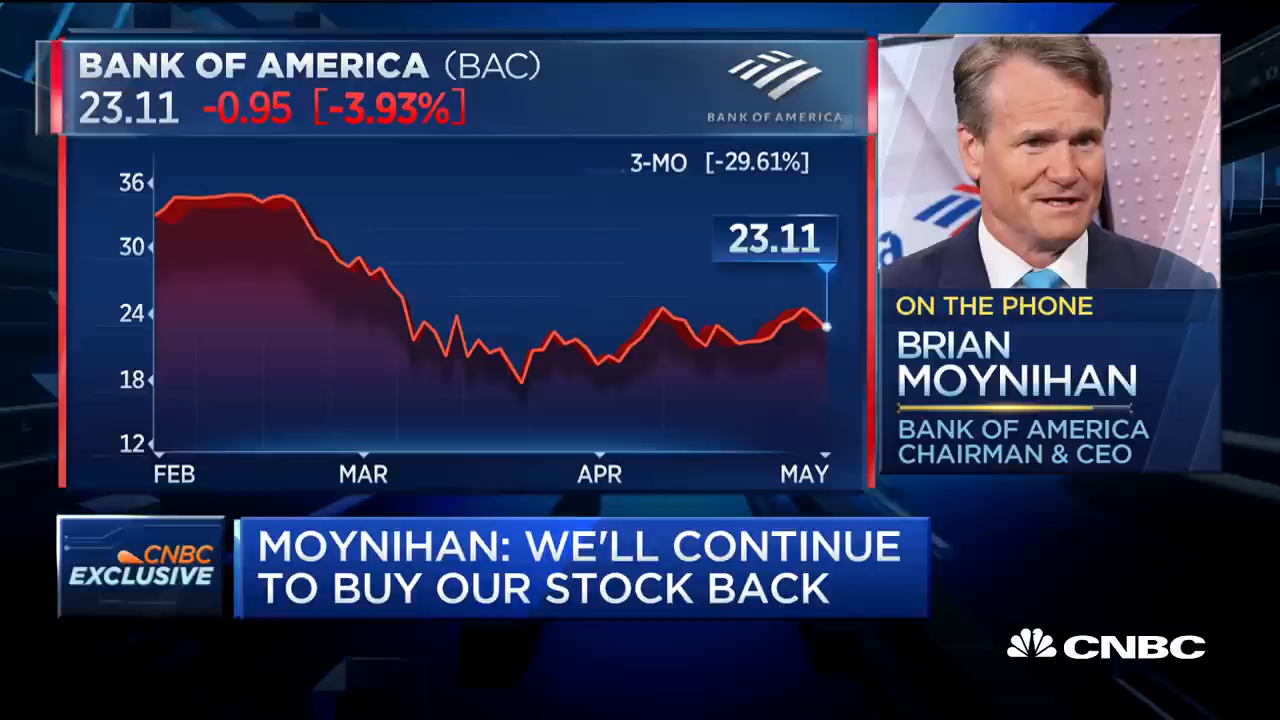 BANK OF AMERICA (BAC)
23.11 -0.95 [-3.93%]
BANK OF AMERICA
3-MO [-29.61%]
36
30
24
18
12
23.11
FEB MAR APR MAY
ON THE PHONE
BRIAN
MOYNIHAN
BANK OF AMERICA
CHAIRMAN & CEO
CNBC
EXCLUSIVE
MOYNIHAN: WE'LL CONTINUE
TO BUY OUR STOCK BACK
CNBC